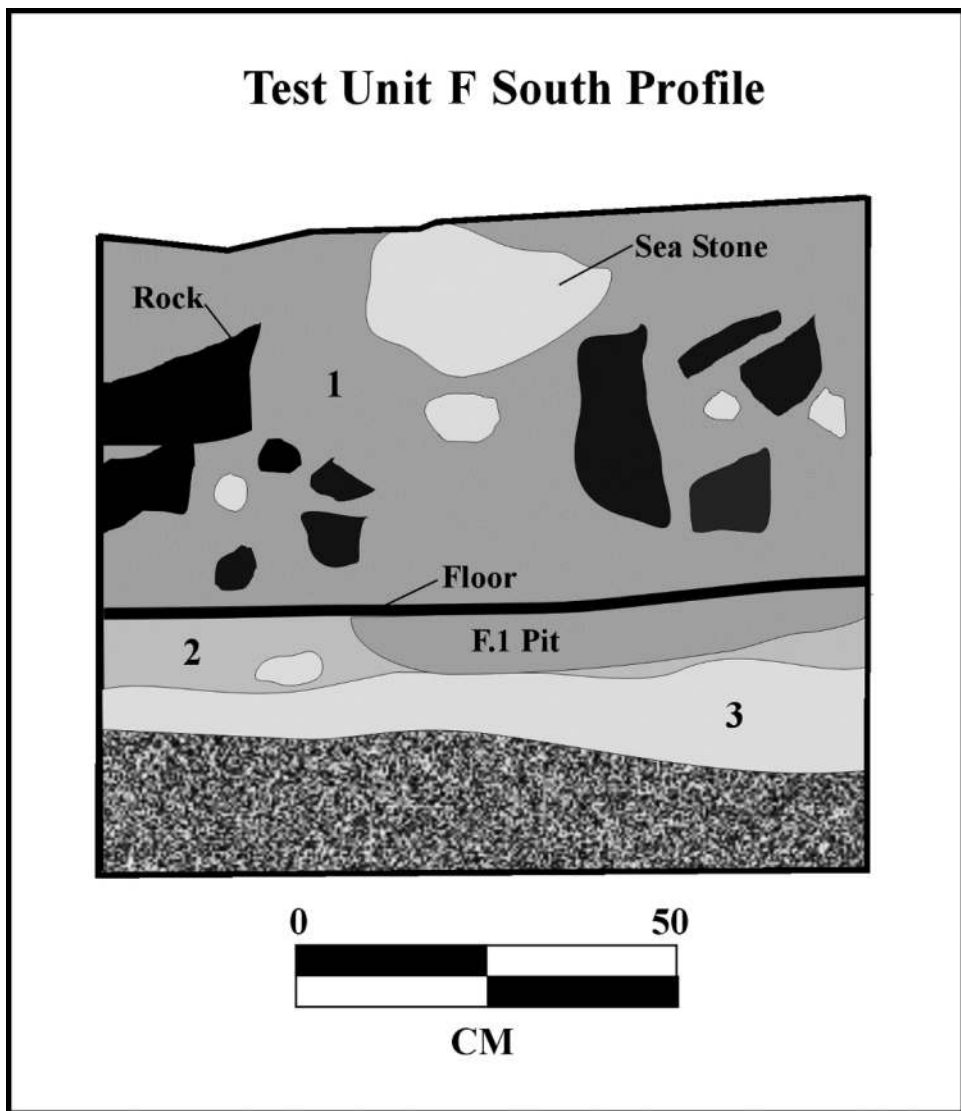 Test Unit F South Profile
Sea Stone
Rock
1
Floor
2
F.1 Pit
3
0 50
CM